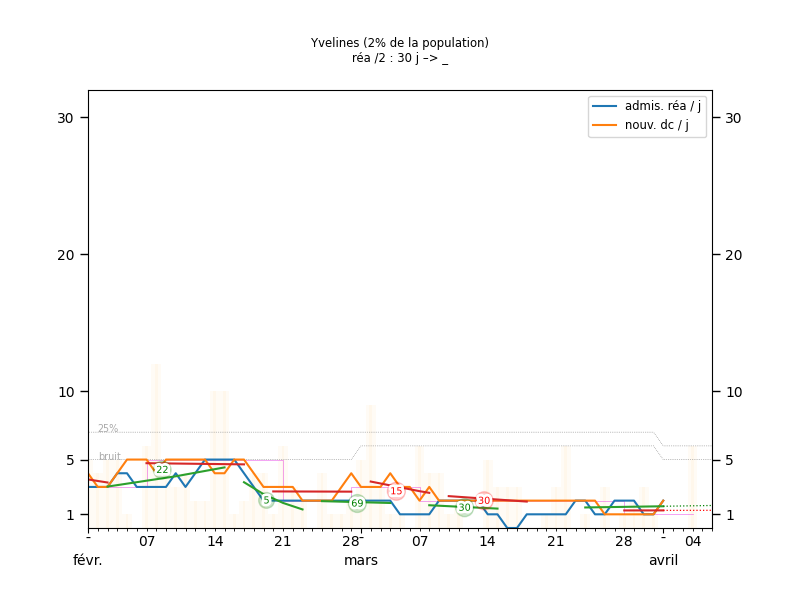 Yvelines (2% de la population)
réa /2 : 30 j –> _
admis. réa / j
nouv. dc / j
30 30
20 20
10 10
25%
bruit
5 5
22
5
69
15
30
30
1 1
- 07 14 21 28 - 07 14 21 28 - 04
févr. mars avril